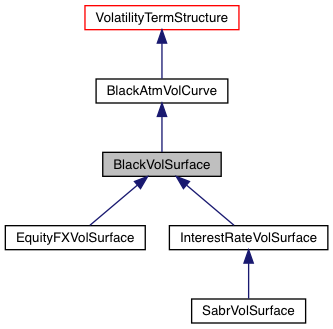 VolatilityTermStructure
BlackAtmVolCurve
BlackVolSurface
EquityFXVolSurface
InterestRateVolSurface
SabrVolSurface